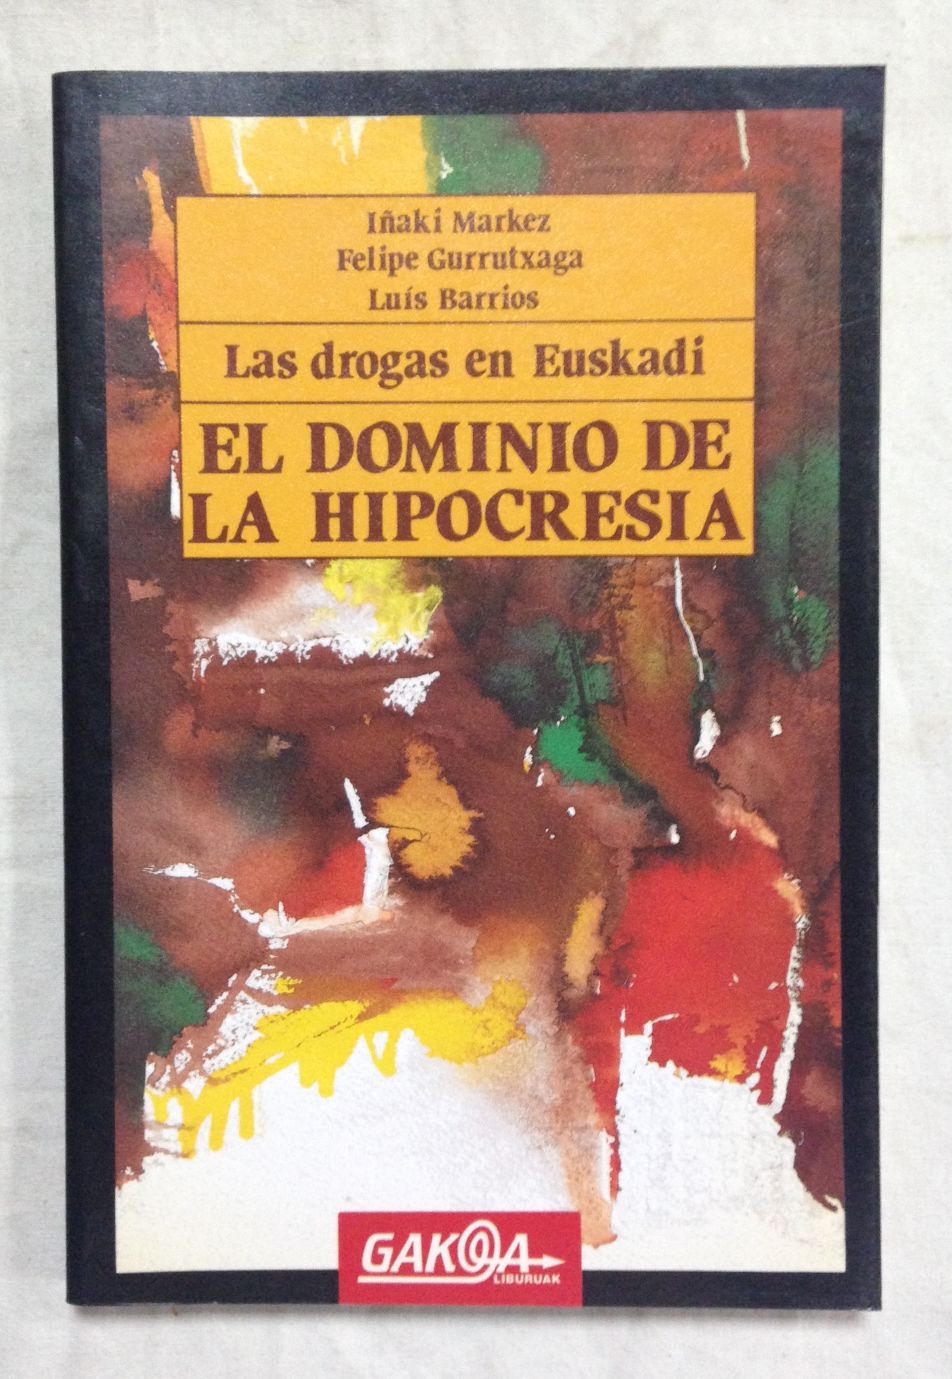 Iñaki Markez
Felipe Gurrutxaga
Luís Barrios
Las drogas en Euskadi
EL DOMINIO DE
LA HIPOCRESIA
GAKOA
LIBURUAK